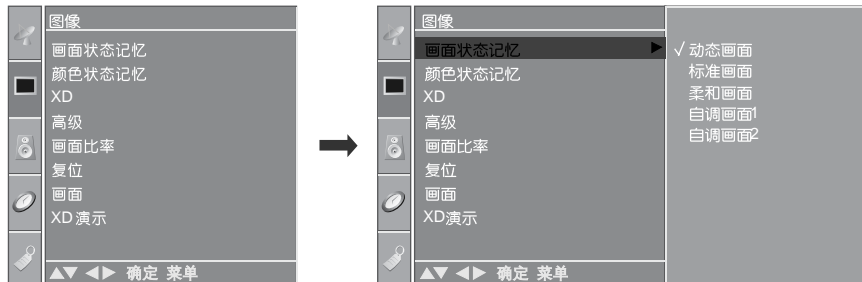 图像
画面状态记忆
颜色状态记忆
XD
高级
画面比率
复位
画面
XD演示
▲▼ ◀▶ 确定 菜单
图像
画面状态记忆 ▶
颜色状态记忆
XD
高级
画面比率
复位
画面
XD演示
▲▼ ◀▶ 确定 菜单
√ 动态画面
标准画面
柔和画面
自调画面1
自调画面2